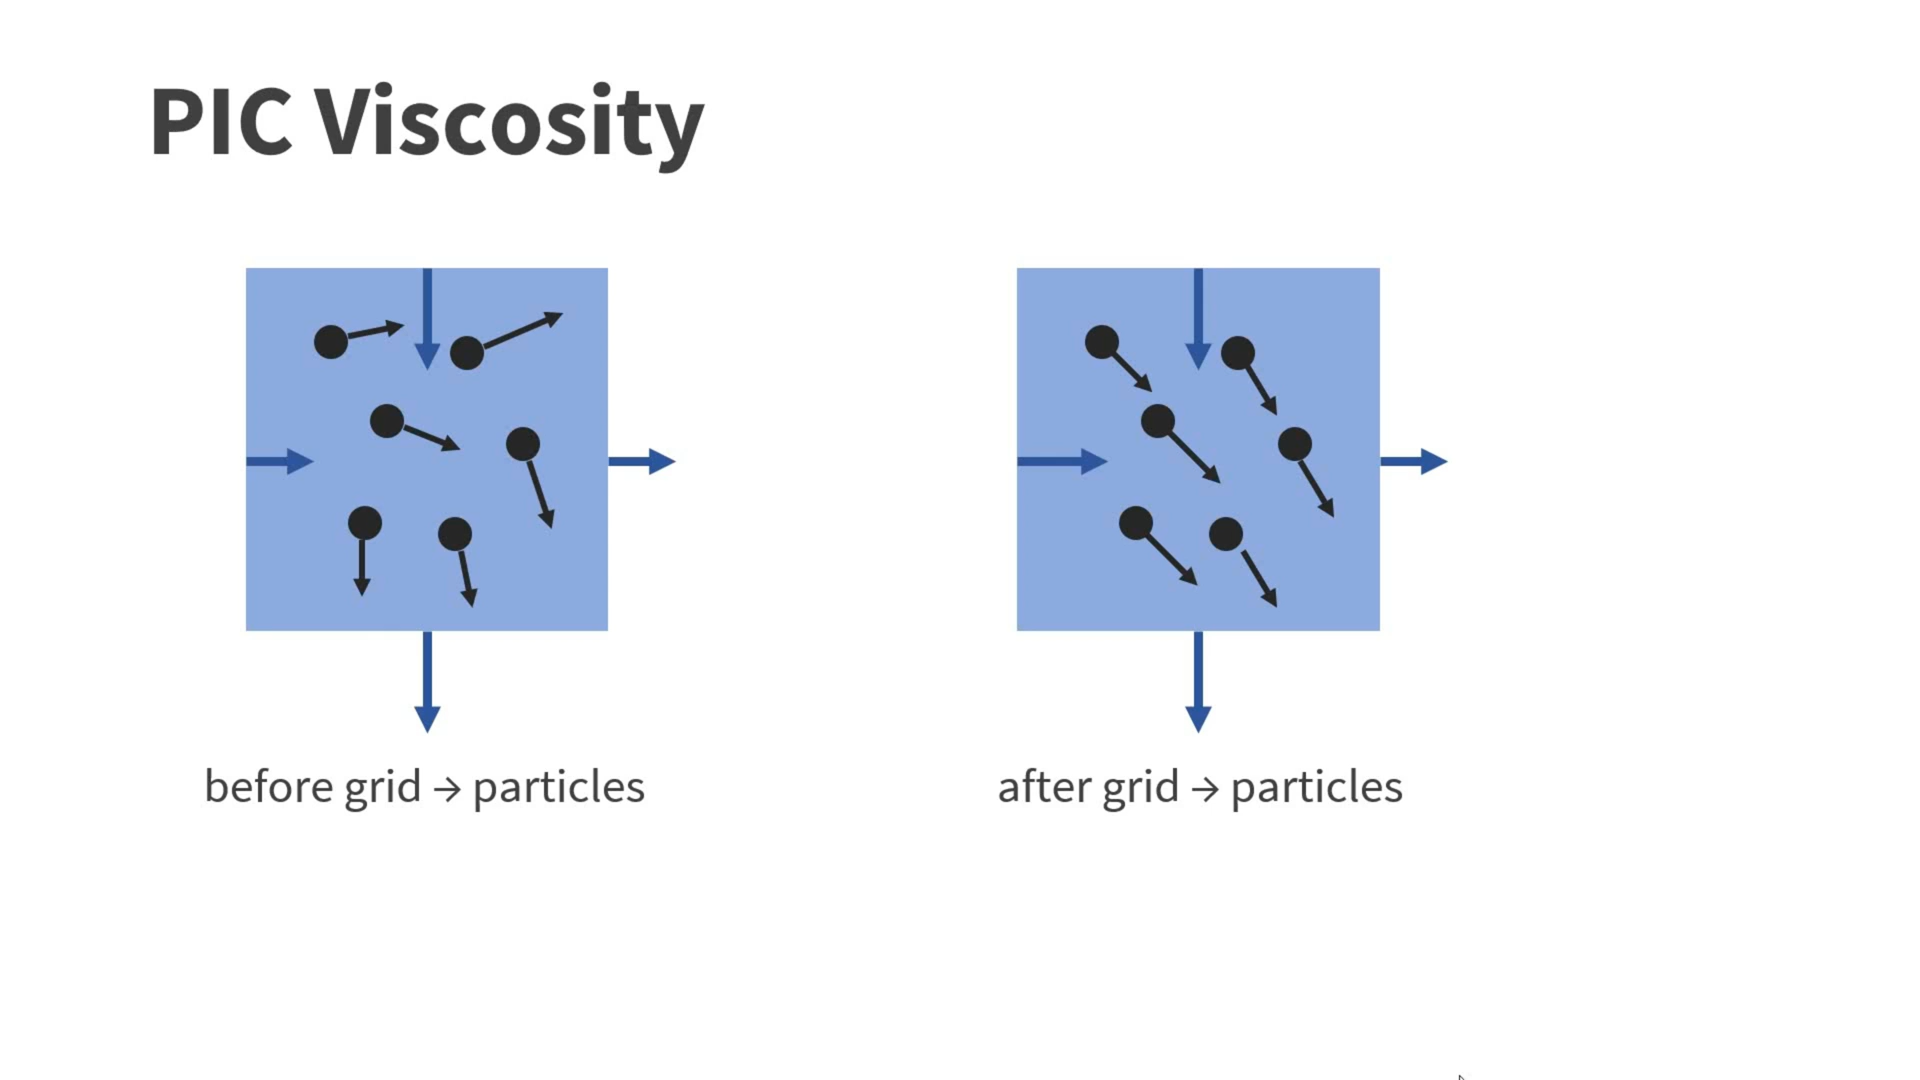 PIC Viscosity
before grid → particles
after grid → particles